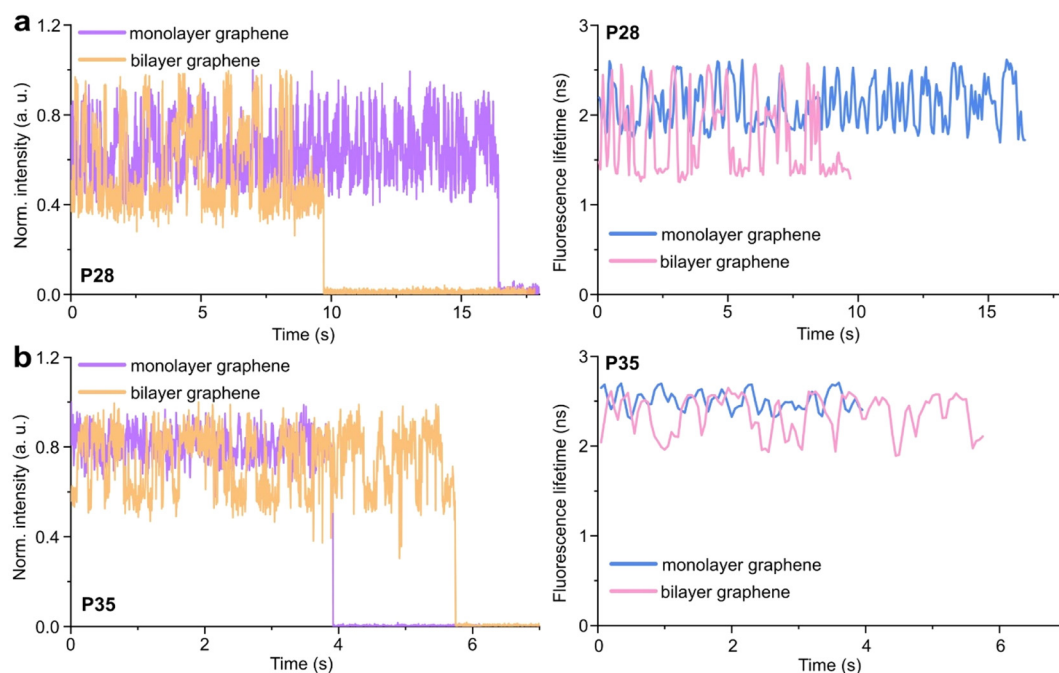 a
1.2
0.8
0.4
0.0
Norm. intensity (a. u.)
monolayer graphene
bilayer graphene
P28
0
5
10
15
Time (s)
3
2
1
0
Fluorescence lifetime (ns)
P28
monolayer graphene
bilayer graphene
0
5
10
15
Time (s)
b
1.2
0.8
0.4
0.0
Norm. intensity (a. u.)
monolayer graphene
bilayer graphene
P35
0
2
4
6
Time (s)
3
2
1
0
Fluorescence lifetime (ns)
P35
monolayer graphene
bilayer graphene
0
2
4
6
Time (s)